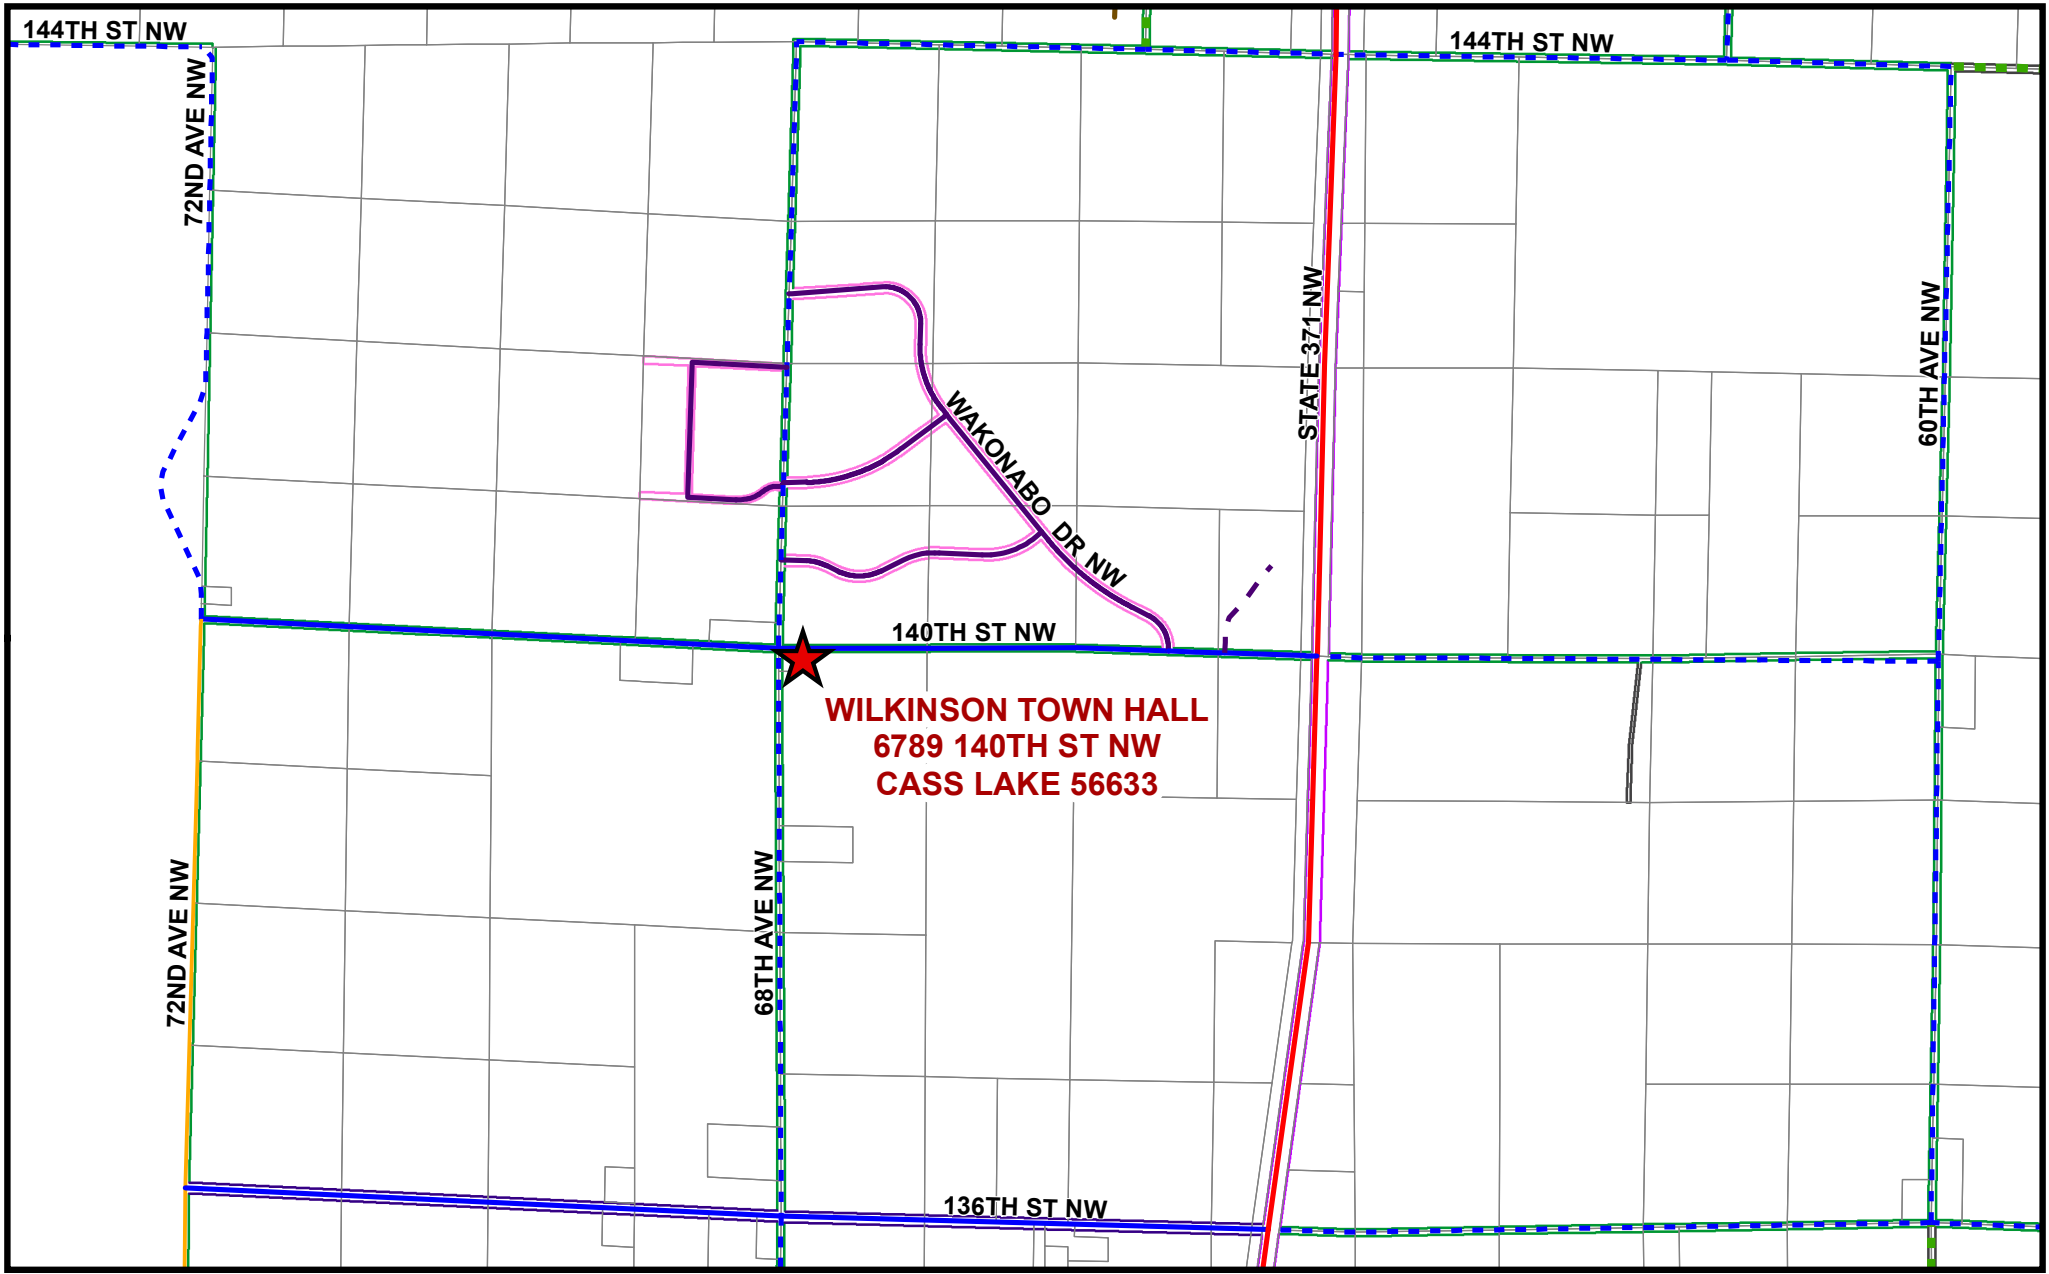 144TH ST NW
144TH ST NW
72ND AVE NW
STATE 371 NW
60TH AVE NW
WAKONABO DR NW
140TH ST NW
WILKINSON TOWN HALL
6789 140TH ST NW
CASS LAKE 56633
72ND AVE NW
68TH AVE NW
136TH ST NW